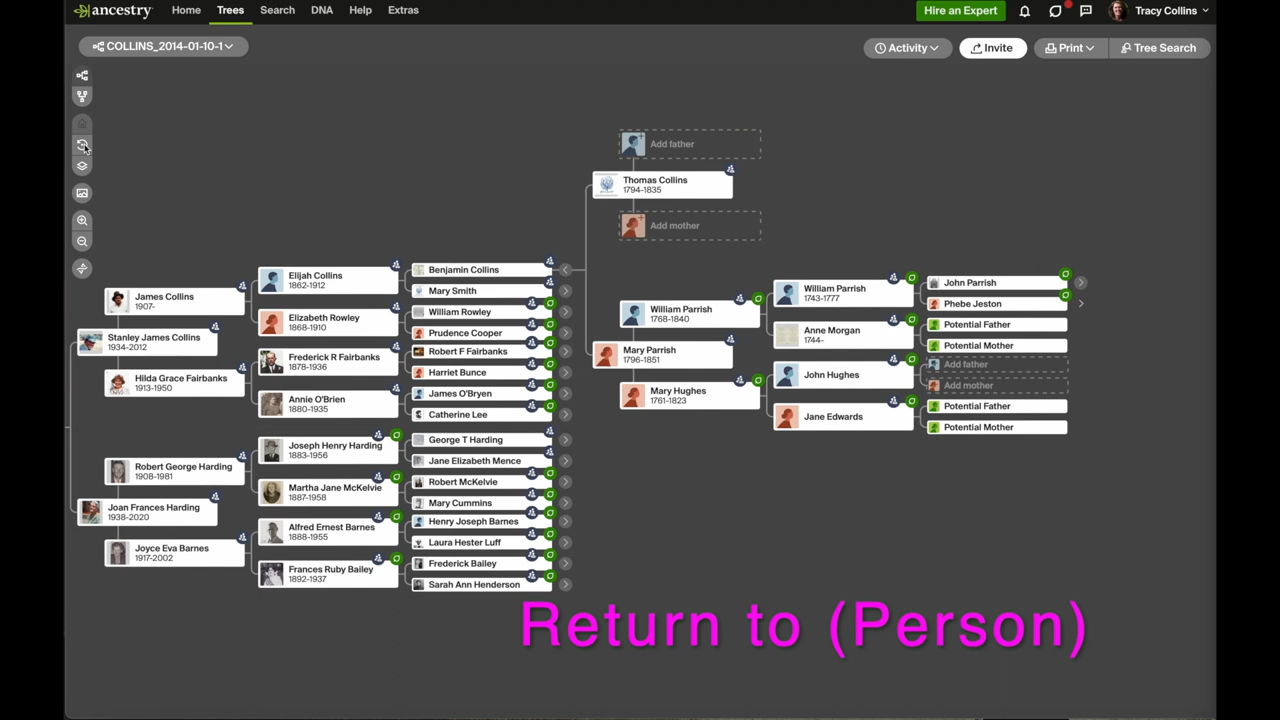 ancestry
Home
Trees
Search
DNA
Help
Extras
Hire an Expert
Tracy Collins
COLLINS_2014-01-10-1
Activity
Invite
Print
Tree Search
Add father
Thomas Collins
1794-1835
Add mother
James Collins
1907-
Stanley James Collins
1934-2012
Hilda Grace Fairbanks
1913-1950
Robert George Harding
1908-1981
Joan Frances Harding
1938-2020
Joyce Eva Barnes
1917-2002
Elijah Collins
1862-1912
Elizabeth Rowley
1868-1910
Frederick R Fairbanks
1878-1936
Annie O'Brien
1880-1935
Joseph Henry Harding
1883-1956
Martha Jane McKelvie
1887-1958
Alfred Ernest Barnes
1888-1955
Frances Ruby Bailey
1892-1937
Benjamin Collins
Mary Smith
William Rowley
Prudence Cooper
Robert F Fairbanks
Harriet Bunce
James O'Bryen
Catherine Lee
George T Harding
Jane Elizabeth Mence
Robert McKelvie
Mary Cummins
Henry Joseph Barnes
Laura Hester Luff
Frederick Bailey
Sarah Ann Henderson
William Parrish
1768-1840
Mary Parrish
1796-1851
Mary Hughes
1761-1823
William Parrish
1743-1777
Anne Morgan
1744-
John Hughes
Jane Edwards
John Parrish
Phebe Jeston
Potential Father
Potential Mother
Add father
Add mother
Potential Father
Potential Mother
Return to (Person)